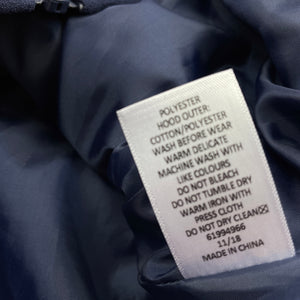 POLYESTER
HOOD OUTER:
COTTON/POLYESTER
WASH BEFORE WEAR
WARM DELICATE
MACHINE WASH WITH
LIKE COLOURS
DO NOT BLEACH
DO NOT TUMBLE DRY
WARM IRON WITH
PRESS CLOTH
DO NOT DRY CLEAN
61994966
11/18
MADE IN CHINA